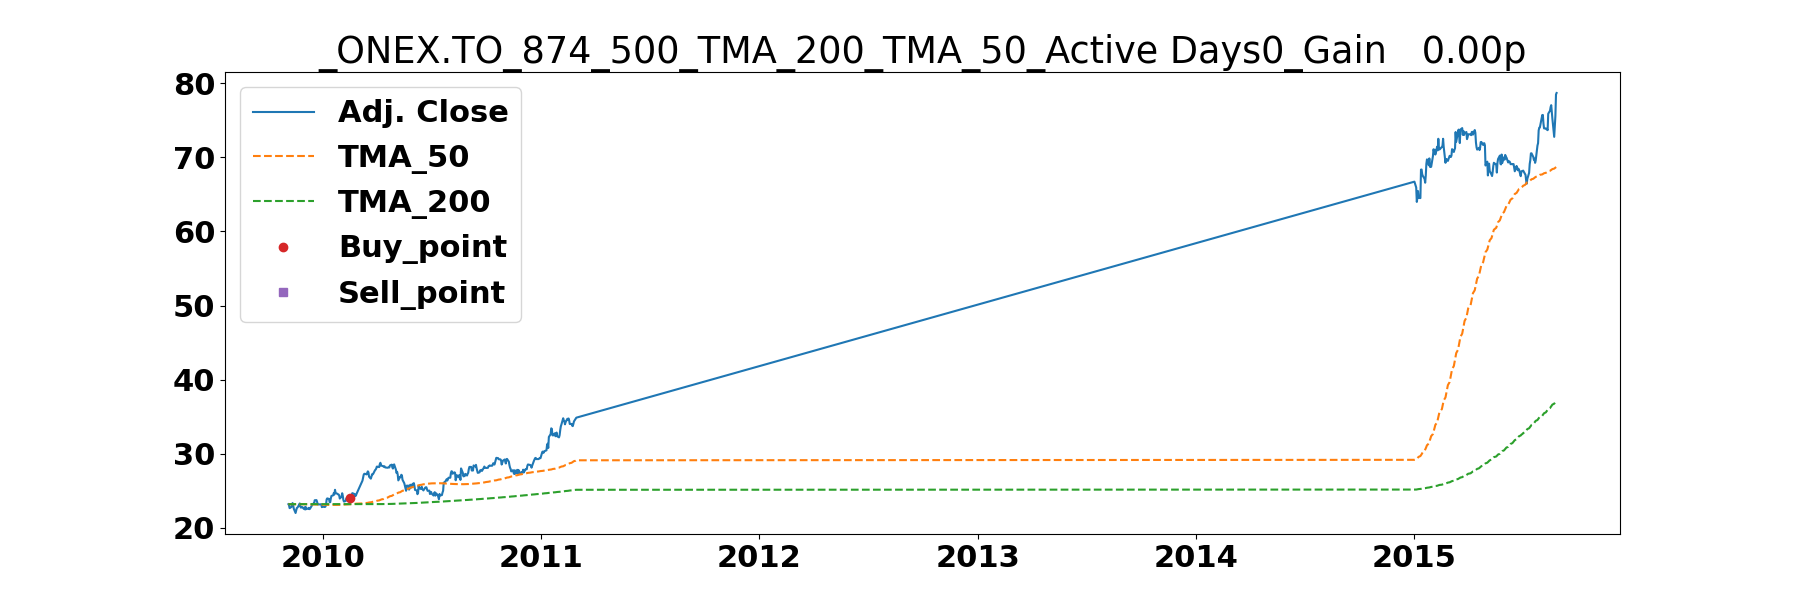 _ONEX.TO_874_500_TMA_200_TMA_50_Active Days0_Gain   0.00p
80
70
60
50
40
30
20
Adj. Close
TMA_50
TMA_200
Buy_point
Sell_point
2010 2011 2012 2013 2014 2015